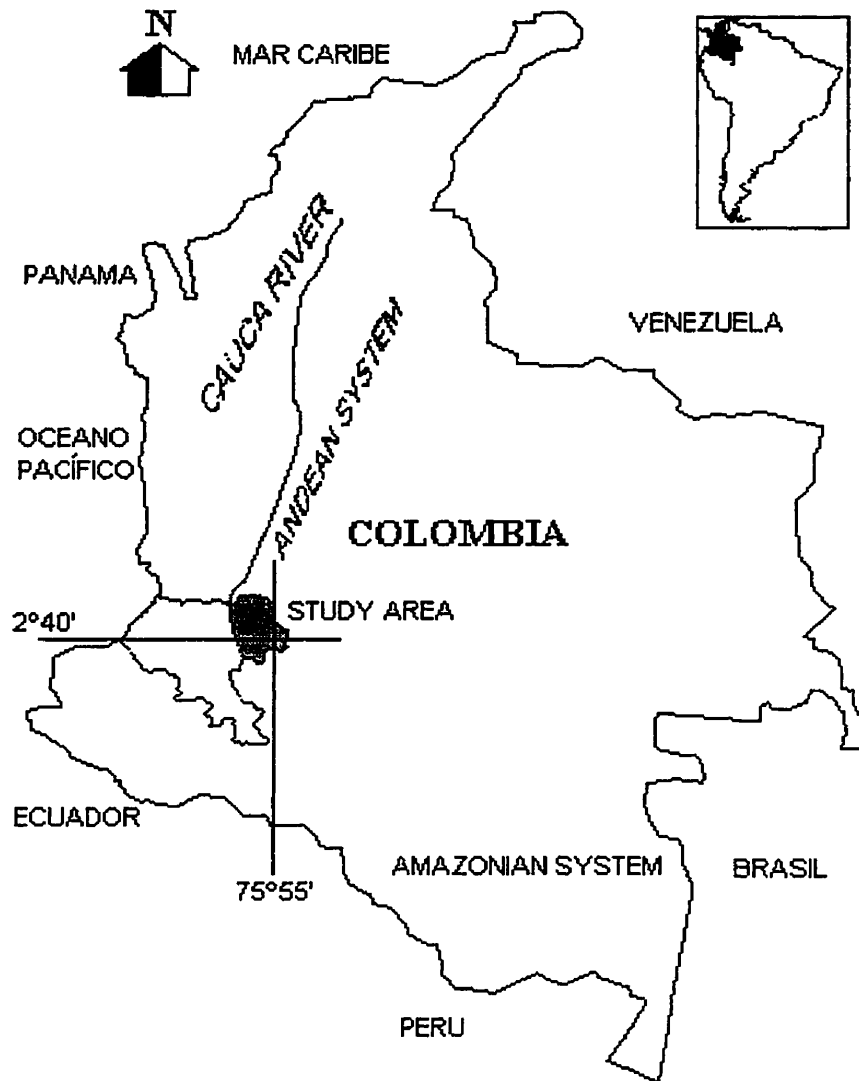 N
MAR CARIBE
PANAMA
CAUCA RIVER
VENEZUELA
ANDEAN SYSTEM
OCEANO
PACÍFICO
COLOMBIA
STUDY AREA
2°40'
ECUADOR
AMAZONIAN SYSTEM
BRASIL
75°55'
PERU